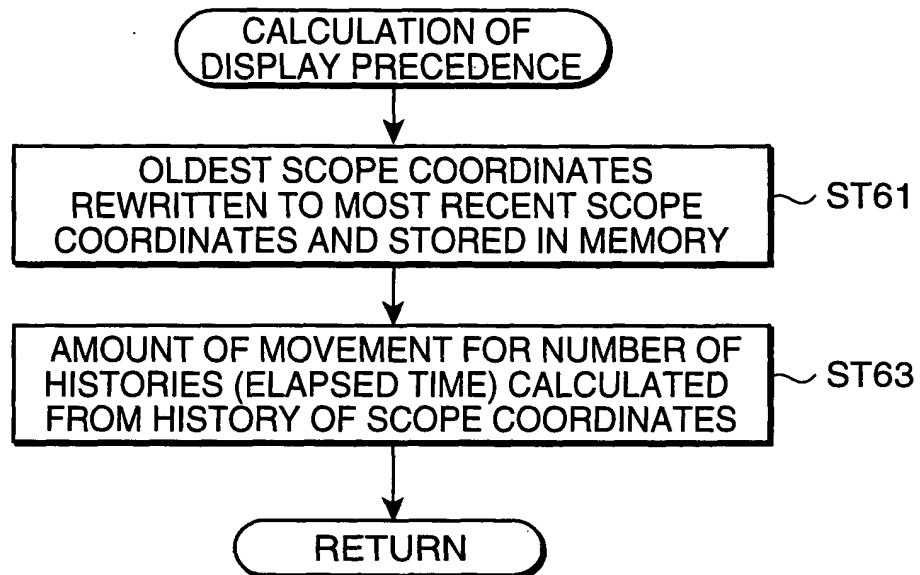 CALCULATION OF
DISPLAY PRECEDENCE
OLDEST SCOPE COORDINATES
REWRITTEN TO MOST RECENT SCOPE
COORDINATES AND STORED IN MEMORY
ST61
AMOUNT OF MOVEMENT FOR NUMBER OF
HISTORIES (ELAPSED TIME) CALCULATED
FROM HISTORY OF SCOPE COORDINATES
ST63
RETURN